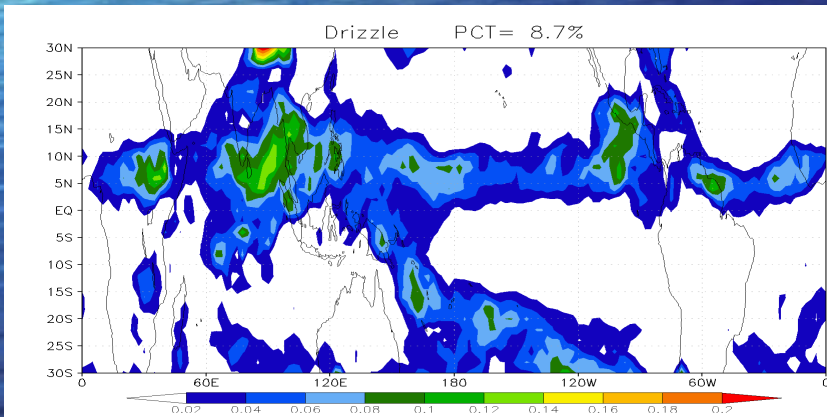 Drizzle PCT= 8.7%
30N
25N
20N
15N
10N
5N
EQ
5S
10S
15S
20S
25S
30S
0 60E 120E 180 120W 60W 0
0.02 0.04 0.06 0.08 0.1 0.12 0.14 0.16 0.18 0.2